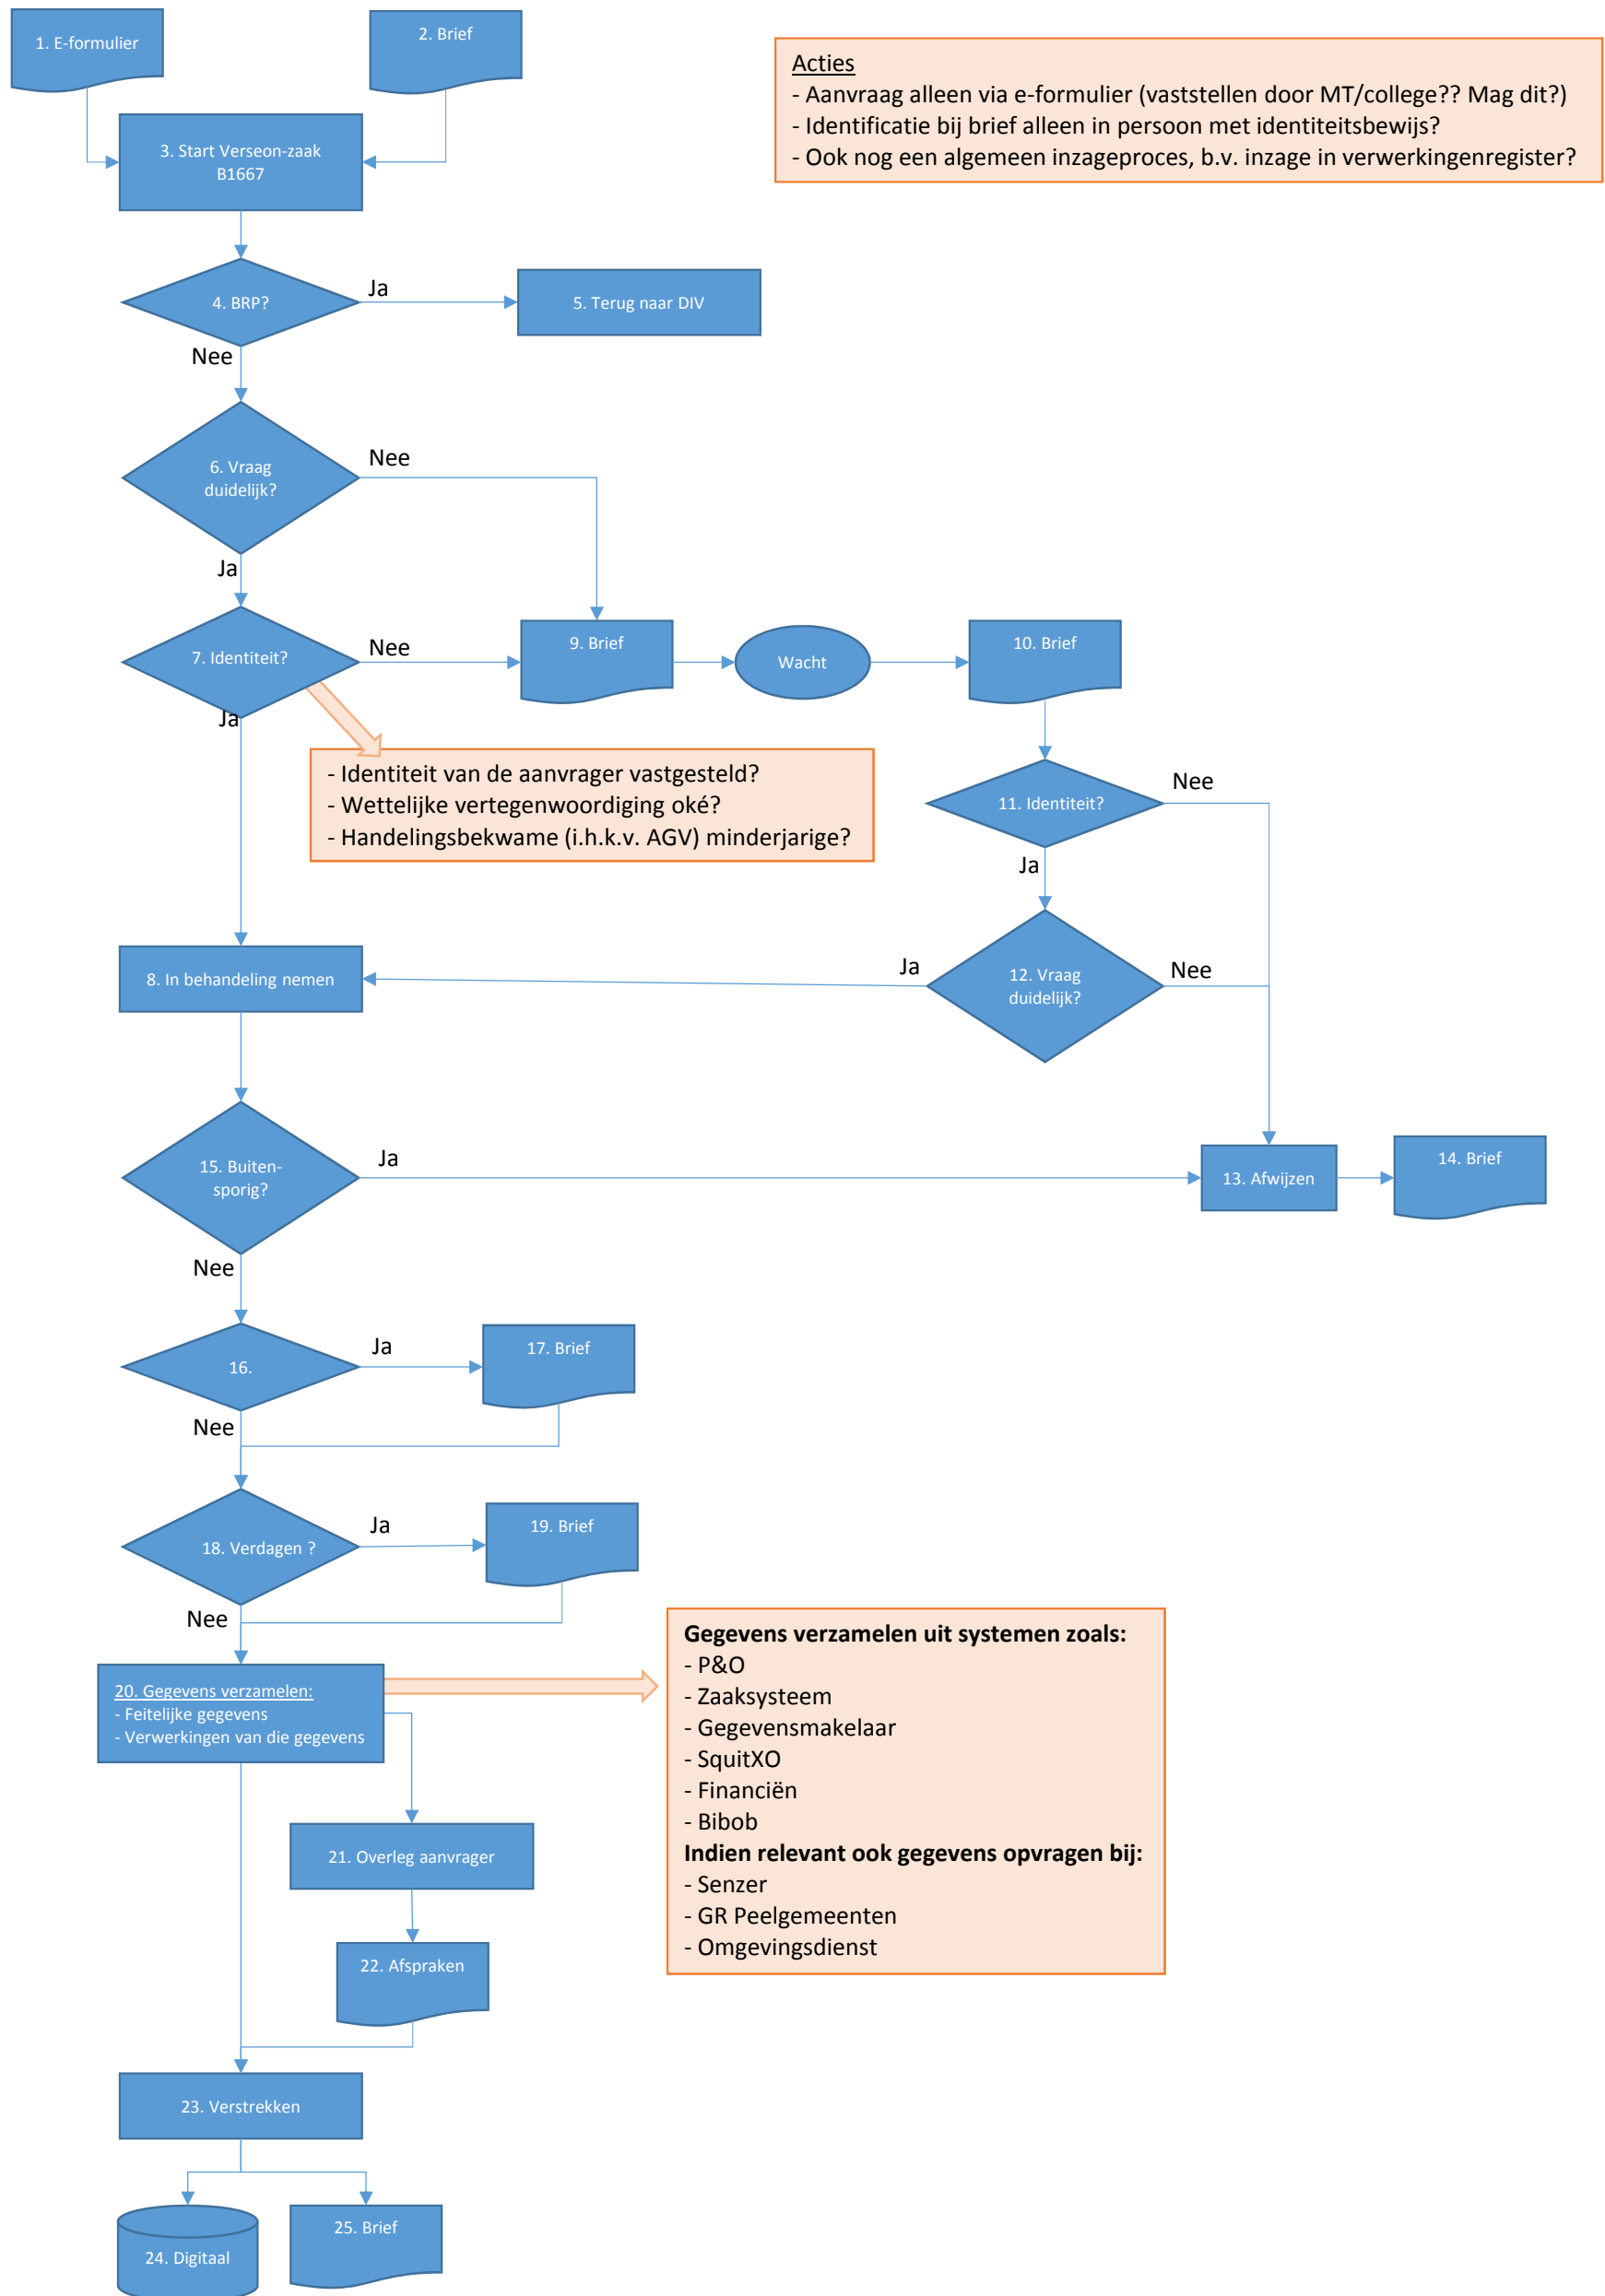 1. E-formulier
2. Brief
Acties
- Aanvraag alleen via e-formulier (vaststellen door MT/college?? Mag dit?)
- Identificatie bij brief alleen in persoon met identiteitsbewijs?
- Ook nog een algemeen inzageproces, b.v. inzage in verwerkingenregister?
3. Start Verseon-zaak
B1667
4. BRP?
Ja
5. Terug naar DIV
Nee
6. Vraag
duidelijk?
Nee
Ja
7. Identiteit?
Nee
9. Brief
Wacht
10. Brief
Ja
- Identiteit van de aanvrager vastgesteld?
- Wettelijke vertegenwoordiging oké?
- Handelingsbekwame (i.h.k.v. AGV) minderjarige?
11. Identiteit?
Nee
Ja
8. In behandeling nemen
Ja
12. Vraag
duidelijk?
Nee
15. Buiten-
sporig?
Ja
13. Afwijzen
14. Brief
Nee
16.
Ja
17. Brief
Nee
18. Verdagen ?
Ja
19. Brief
Nee
20. Gegevens verzamelen:
- Feitelijke gegevens
- Verwerkingen van die gegevens
Gegevens verzamelen uit systemen zoals:
- P&O
- Zaaksysteem
- Gegevensmakelaar
- SquitXO
- Financiën
- Bibob
Indien relevant ook gegevens opvragen bij:
- Senzer
- GR Peelgemeenten
- Omgevingsdienst
21. Overleg aanvrager
22. Afspraken
23. Verstrekken
24. Digitaal
25. Brief